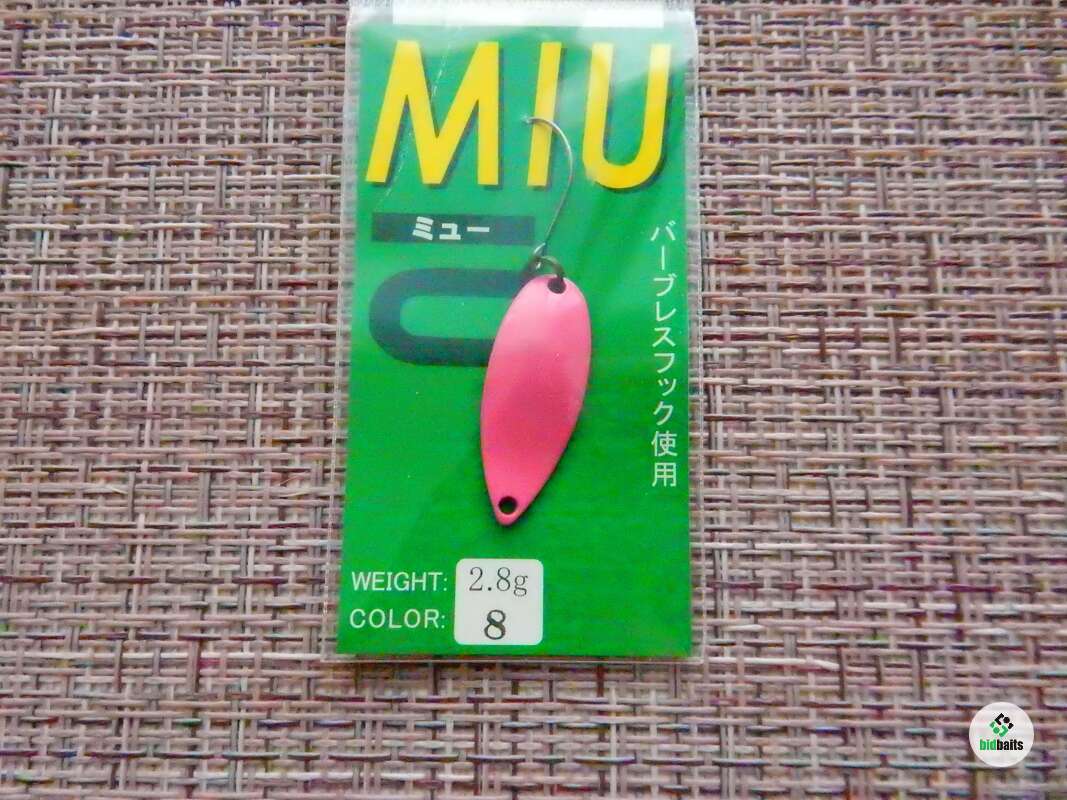 MIU
ミュー
バーブレスフック使用
WEIGHT: 2.8g
COLOR: 8
bidbaits